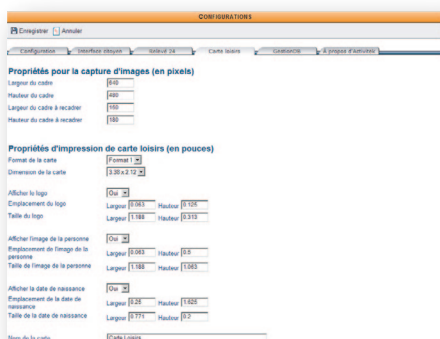 CONFIGURATIONS
Enregistrer Annuler
Configuration Interface citoyen Relevé 24 Carte loisirs GestionCB À propos d'Activitek
Propriétés pour la capture d'images (en pixels)
Largeur du cadre 640
Hauteur du cadre 480
Largeur du cadre à recadrer 160
Hauteur du cadre à recadrer 180
Propriétés d'impression de carte loisirs (en pouces)
Format de la carte Format 1
Dimension de la carte 3.38 x 2.12
Afficher le logo Oui
Emplacement du logo Largeur 0.063 Hauteur 0.125
Taille du logo Largeur 1.188 Hauteur 0.313
Afficher l'image de la personne Oui
Emplacement de l'image de la personne Largeur 0.063 Hauteur 0.5
Taille de l'image de la personne Largeur 1.188 Hauteur 1.063
Afficher la date de naissance Oui
Emplacement de la date de naissance Largeur 0.25 Hauteur 1.625
Taille de la date de naissance Largeur 0.771 Hauteur 0.2
Nom de la carte Carte Loisirs